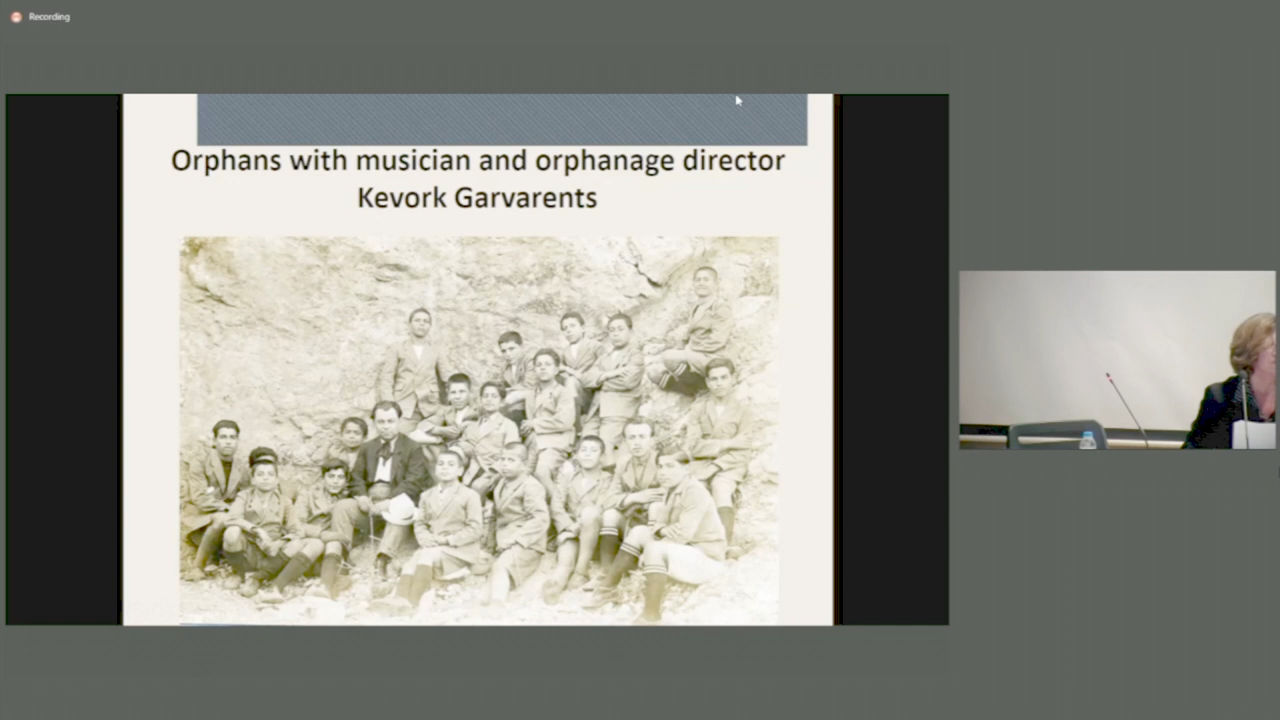 Recording
Orphans with musician and orphanage director
Kevork Garvarents